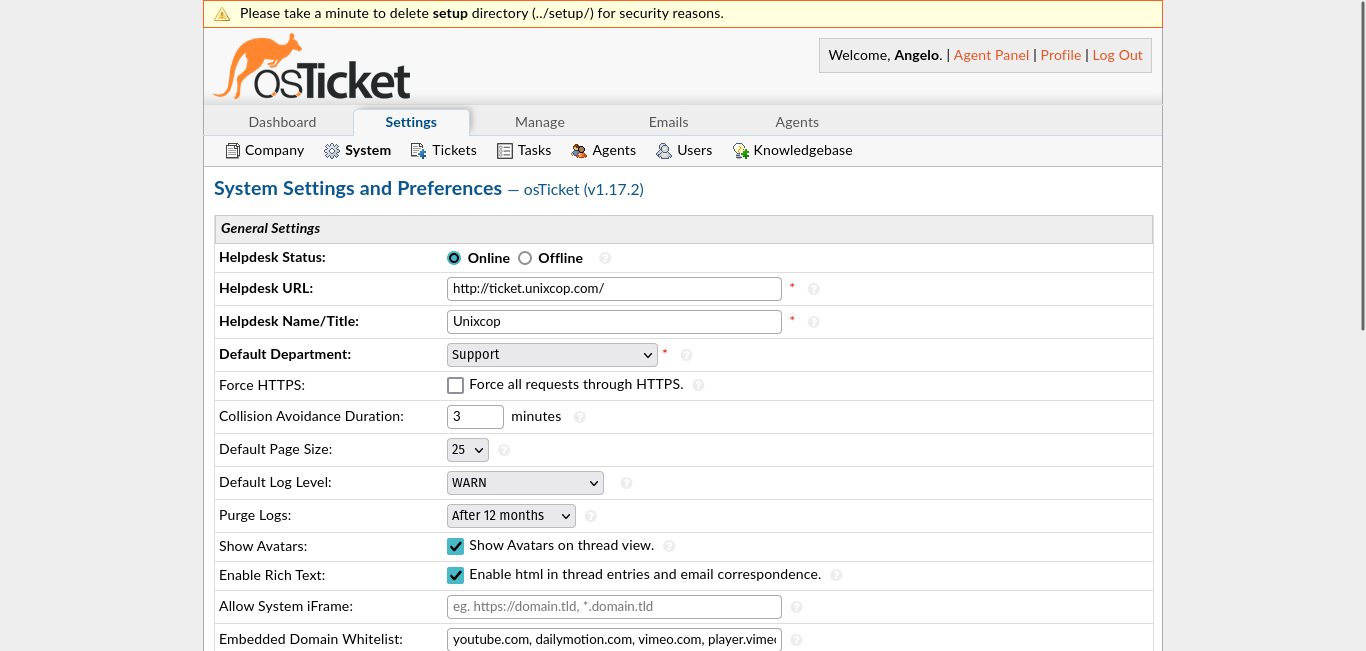 Please take a minute to delete setup directory (../setup/) for security reasons.
osTicket
Welcome, Angelo. | Agent Panel | Profile | Log Out
Dashboard Settings Manage Emails Agents
Company System Tickets Tasks Agents Users Knowledgebase
System Settings and Preferences — osTicket (v1.17.2)
General Settings
Helpdesk Status: Online Offline ?
Helpdesk URL: http://ticket.unixcop.com/ * ?
Helpdesk Name/Title: Unixcop * ?
Default Department: Support * ?
Force HTTPS: Force all requests through HTTPS. ?
Collision Avoidance Duration: 3 minutes ?
Default Page Size: 25 ?
Default Log Level: WARN ?
Purge Logs: After 12 months ?
Show Avatars: Show Avatars on thread view. ?
Enable Rich Text: Enable html in thread entries and email correspondence. ?
Allow System iFrame: eg. https://domain.tld, *.domain.tld ?
Embedded Domain Whitelist: youtube.com, dailymotion.com, vimeo.com, player.vime ?